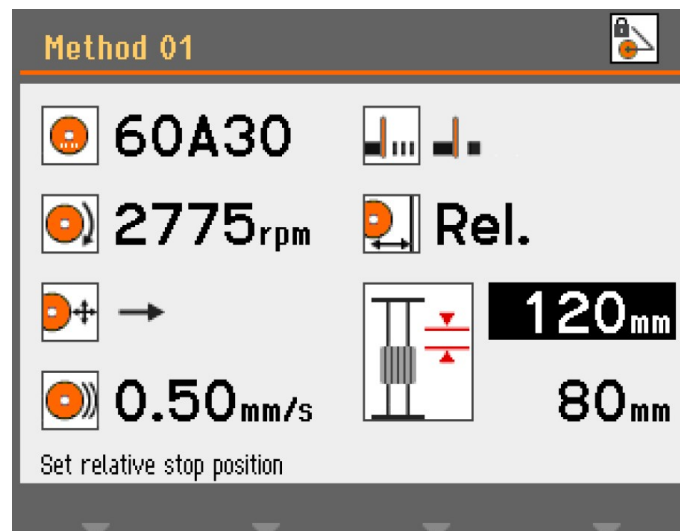 Method 01
60A30
2775rpm
Rel.
120mm
0.50mm/s
80mm
Set relative stop position